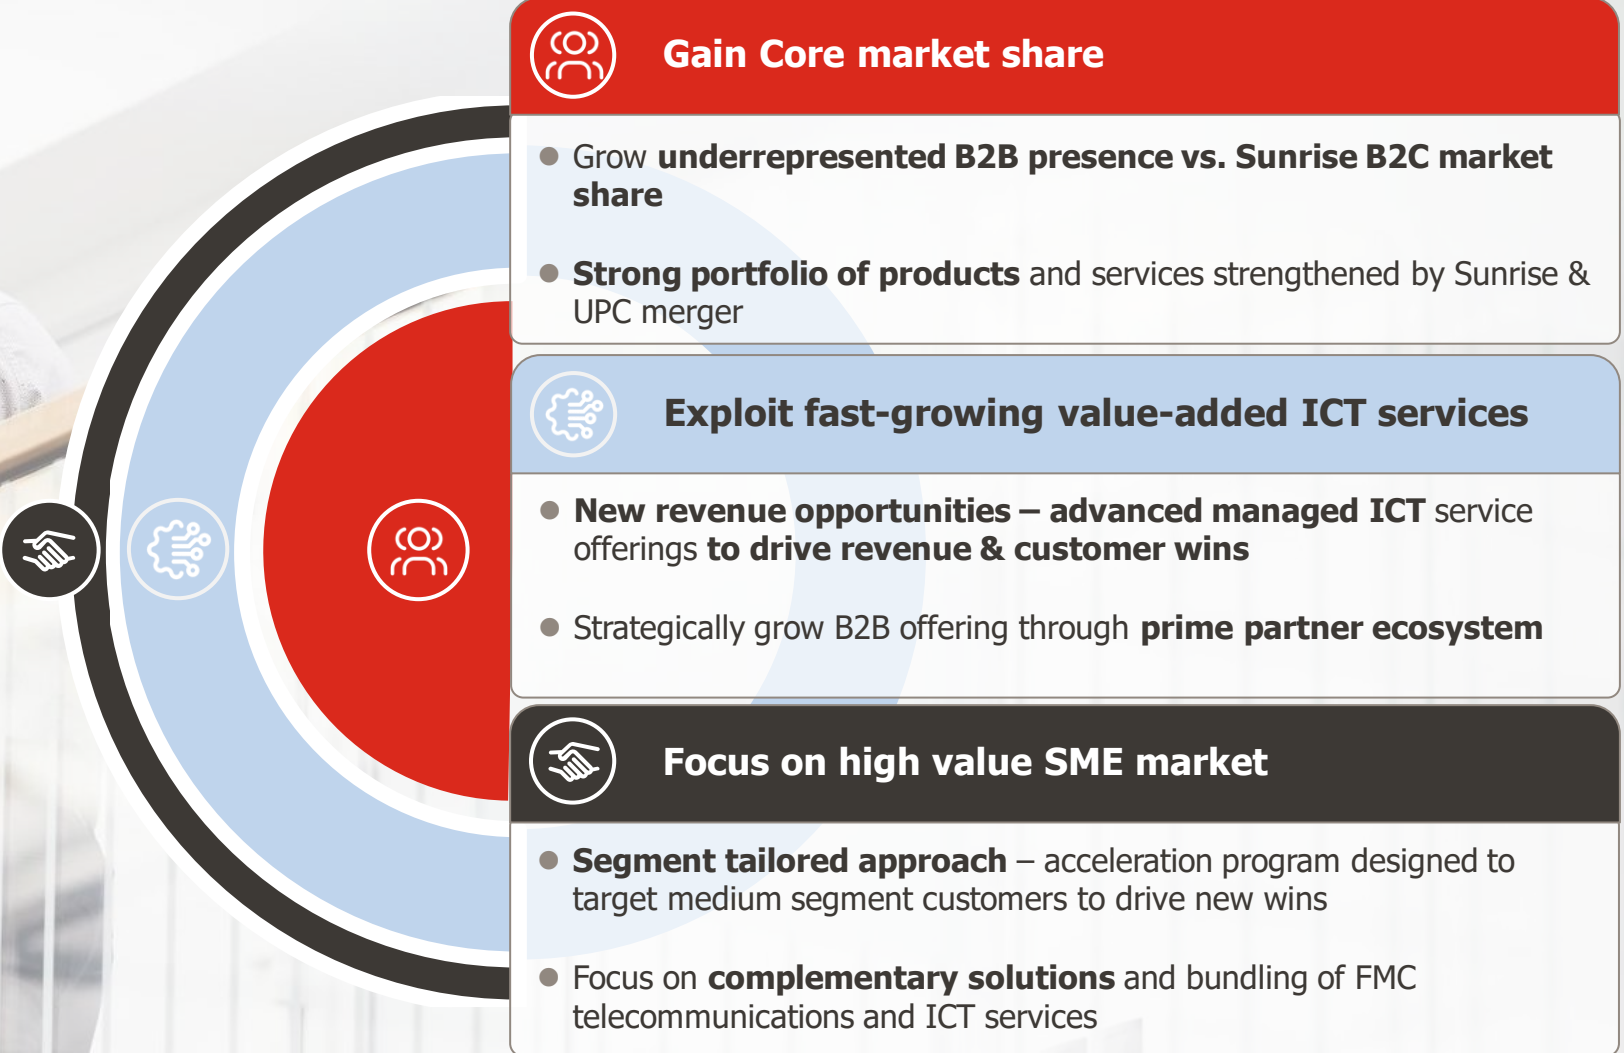 Gain Core market share
● Grow underrepresented B2B presence vs. Sunrise B2C market
share
● Strong portfolio of products and services strengthened by Sunrise &
UPC merger
Exploit fast-growing value-added ICT services
● New revenue opportunities – advanced managed ICT service
offerings to drive revenue & customer wins
● Strategically grow B2B offering through prime partner ecosystem
Focus on high value SME market
● Segment tailored approach – acceleration program designed to
target medium segment customers to drive new wins
● Focus on complementary solutions and bundling of FMC
telecommunications and ICT services